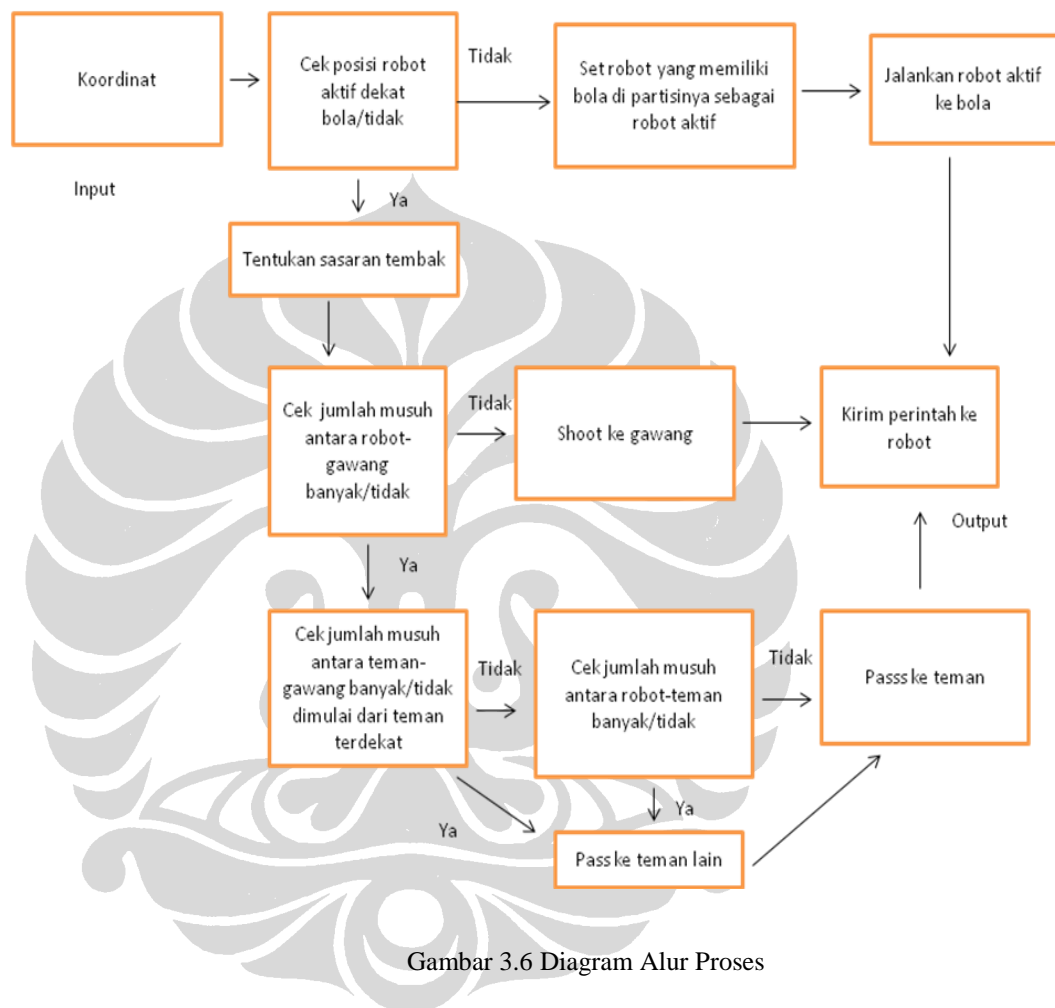 Koordinat
Cek posisi robot
aktif dekat
bola/tidak
Tidak
Set robot yang memiliki
bola di partisinya sebagai
robot aktif
Jalankan robot aktif
ke bola
Input
Ya
Tentukan sasaran tembak
Cek jumlah musuh
antara robot-
gawang
banyak/tidak
Tidak
Shoot ke gawang
Kirim perintah ke
robot
Output
Ya
Cek jumlah musuh
antara teman-
gawang banyak/tidak
dimulai dari teman
terdekat
Tidak
Cek jumlah musuh
antara robot-teman
banyak/tidak
Tidak
Passs ke teman
Ya
Ya
Pass ke teman lain
Gambar 3.6 Diagram Alur Proses